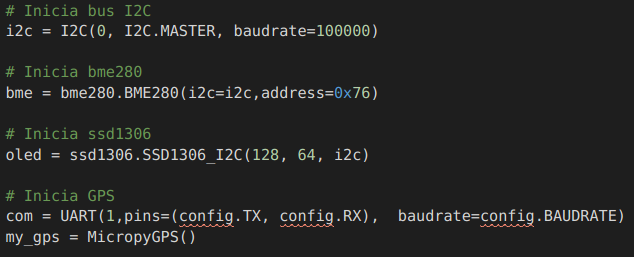 # Inicia bus I2C
i2c = I2C(0, I2C.MASTER, baudrate=100000)
# Inicia bme280
bme = bme280.BME280(i2c=i2c,address=0x76)
# Inicia ssd1306
oled = ssd1306.SSD1306_I2C(128, 64, i2c)
# Inicia GPS
com = UART(1,pins=(config.TX, config.RX),  baudrate=config.BAUDRATE)
my_gps = MicropyGPS()